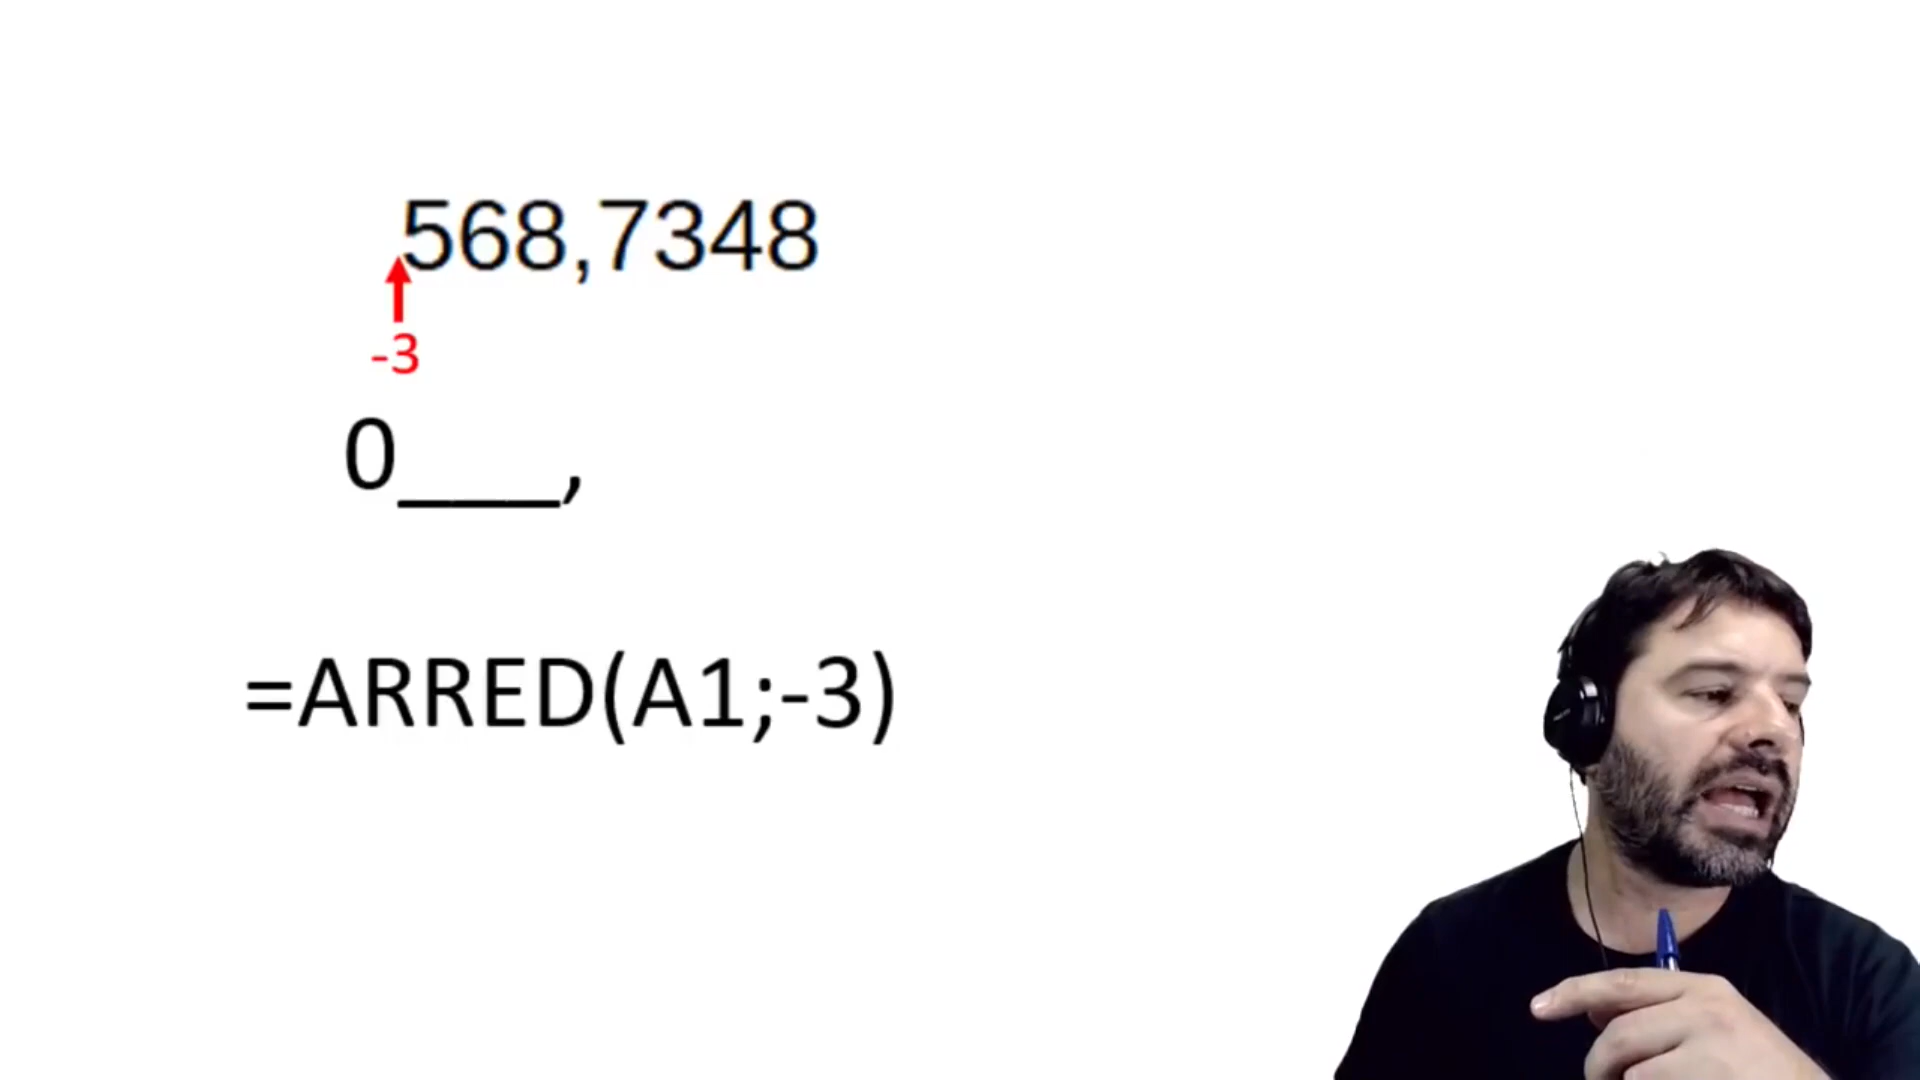 568,7348
-3
0___,
=ARRED(A1;-3)